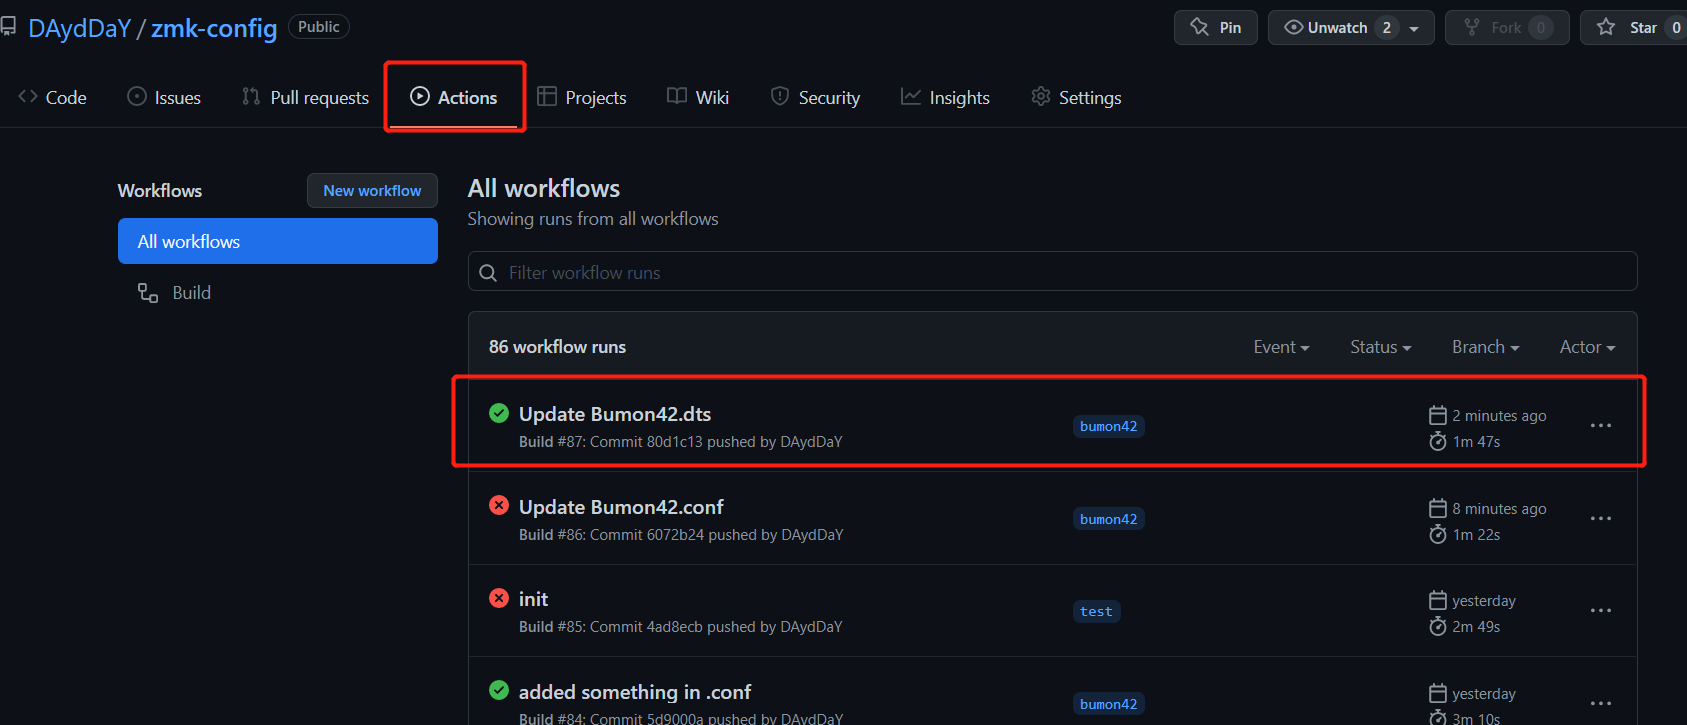 DAydDaY / zmk-config Public
Pin Unwatch 2 Fork 0 Star 0
Code Issues Pull requests Actions Projects Wiki Security Insights Settings
Workflows New workflow
All workflows
Build
All workflows
Showing runs from all workflows
Filter workflow runs
86 workflow runs Event Status Branch Actor
Update Bumon42.dts bumon42 2 minutes ago
Build #87: Commit 80d1c13 pushed by DAydDaY 1m 47s
Update Bumon42.conf bumon42 8 minutes ago
Build #86: Commit 6072b24 pushed by DAydDaY 1m 22s
init test yesterday
Build #85: Commit 4ad8ecb pushed by DAydDaY 2m 49s
added something in .conf bumon42 yesterday
Build #84: Commit 5d9000a pushed by DAydDaY 3m 10s